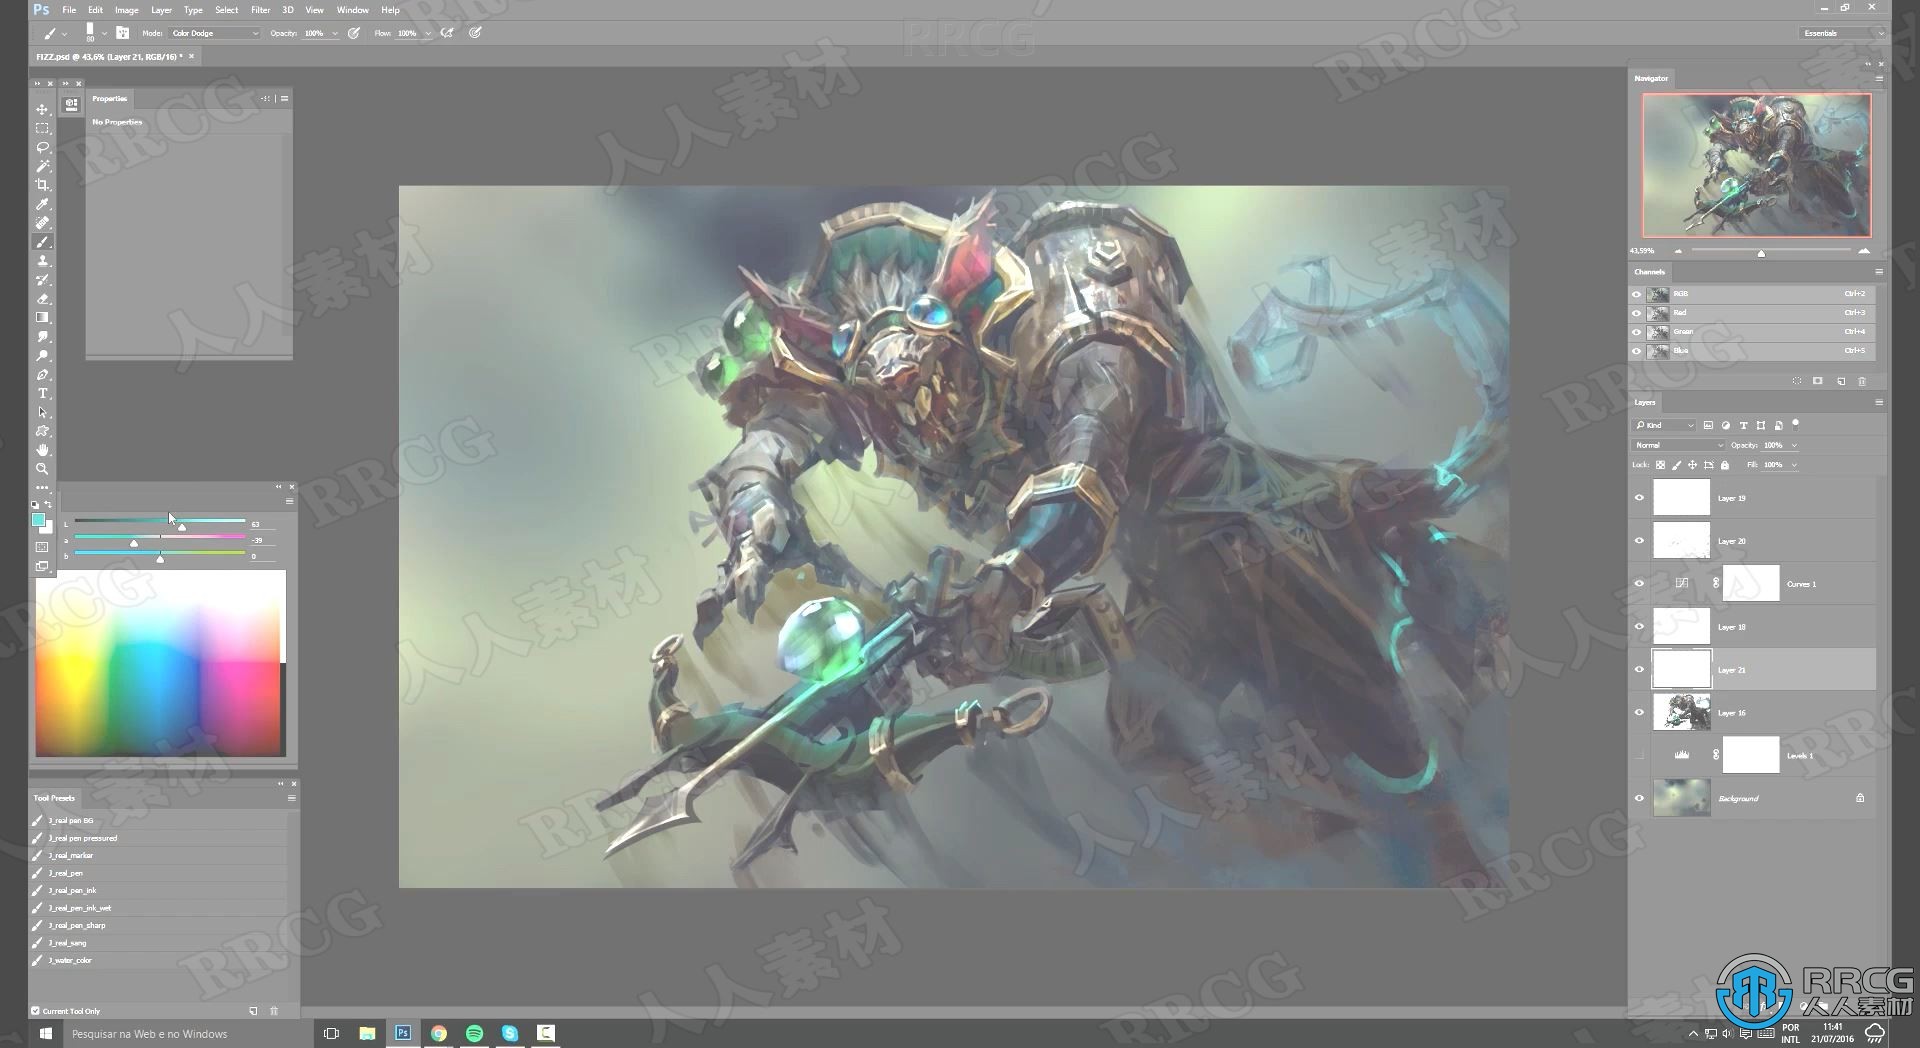 Ps File Edit Image Layer Type Select Filter 3D View Window Help
80 Mode: Color Dodge Opacity: 100% Flow: 100% Essentials
FIZZ.psd @ 43,6% (Layer 21, RGB/16) * ×
Properties
No Properties
L 63
a -39
b 0
Tool Presets
J_real pen BG
J_real pen pressured
J_real_marker
J_real_pen
J_real_pen_ink
J_real_pen_ink_wet
J_real_pen_sharp
J_real_sang
J_water_color
Current Tool Only
Navigator
43,59%
Channels
RGB Ctrl+2
Red Ctrl+3
Green Ctrl+4
Blue Ctrl+5
Layers
Kind
Normal Opacity: 100%
Lock: Fill: 100%
Layer 19
Layer 20
Curves 1
Layer 18
Layer 21
Layer 16
Levels 1
Background
RRCG
人人素材
Pesquisar na Web e no Windows
POR
INTL
11:41
21/07/2016